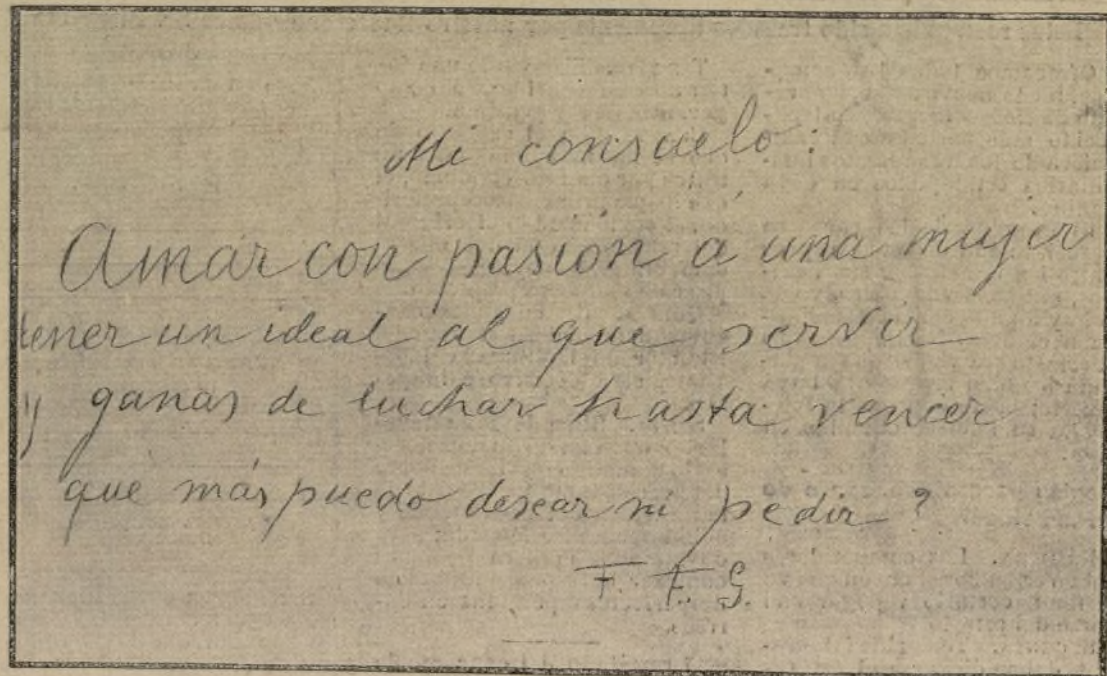 Mi consuelo:
Amar con pasión á una mujer
tener un ideal al que servir
y ganas de luchar hasta vencer
que más puedo desear ni pedir?
F. F. G